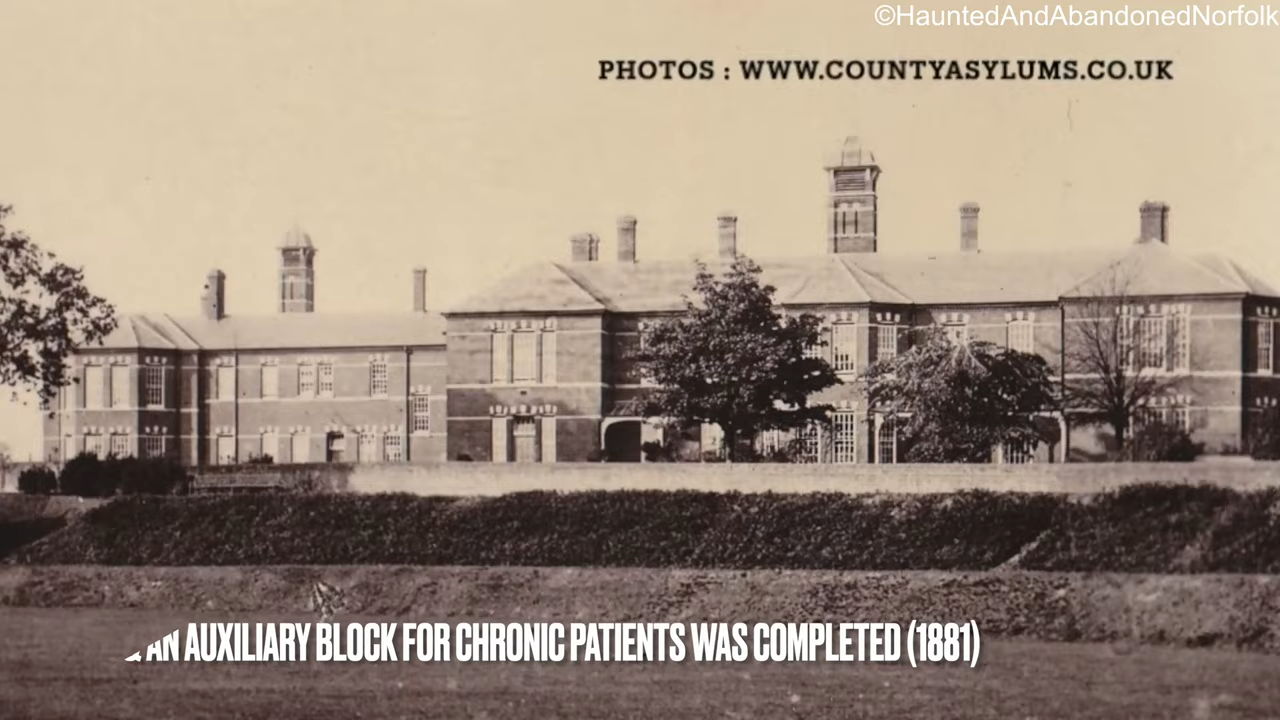 ©HauntedAndAbandonedNorfolk
PHOTOS : WWW.COUNTYASYLUMS.CO.UK
AN AUXILIARY BLOCK FOR CHRONIC PATIENTS WAS COMPLETED (1881)